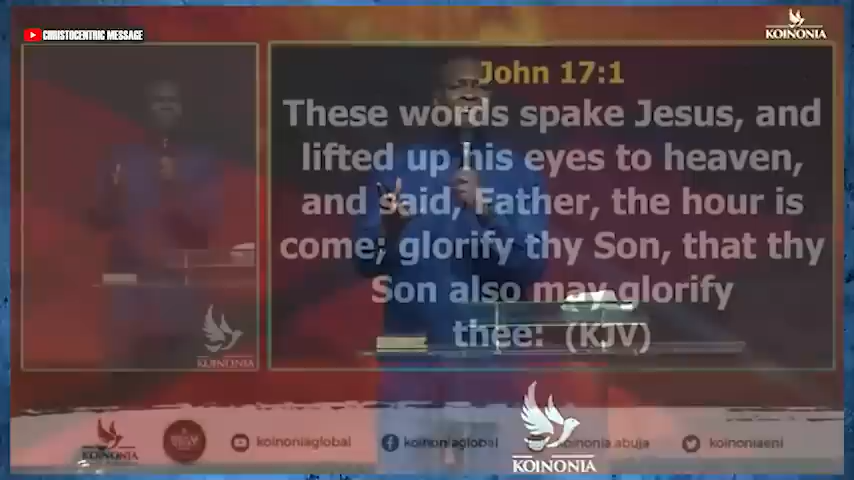 CHRISTOCENTRIC MESSAGE
KOINONIA
John 17:1
These words spake Jesus, and
lifted up his eyes to heaven,
and said, Father, the hour is
come; glorify thy Son, that thy
Son also may glorify
thee: (KJV)
KOINONIA
KOINONIA
koinoniaglobal
koinoniaglobal
koinonia.abuja
koinoniaeni
KOINONIA